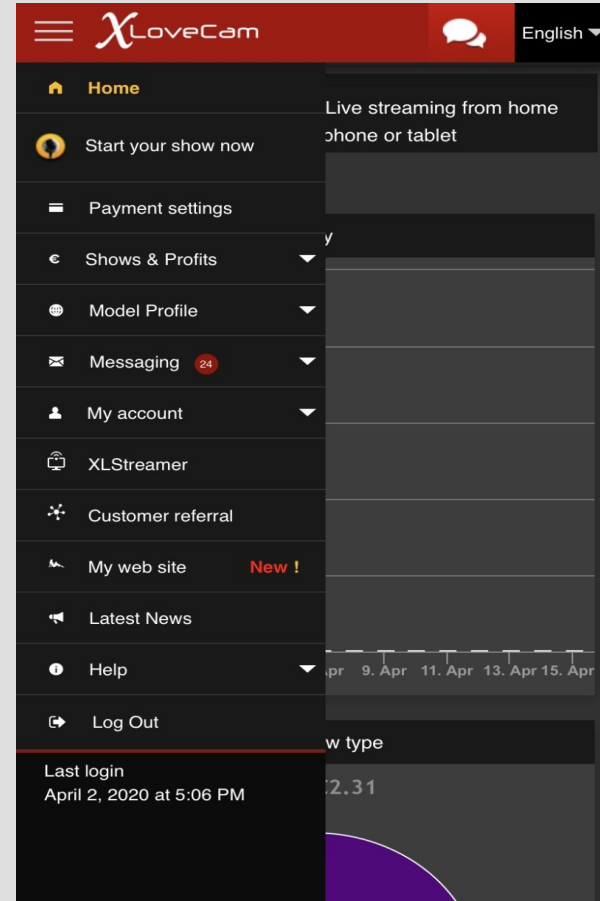 XLoveCam
English
Home
Live streaming from home
phone or tablet
Start your show now
Payment settings
y
Shows & Profits
Model Profile
Messaging 24
My account
XLStreamer
Customer referral
My web site New !
Latest News
Help
pr 9. Apr 11. Apr 13. Apr 15. Apr
Log Out
w type
Last login
April 2, 2020 at 5:06 PM
2.31